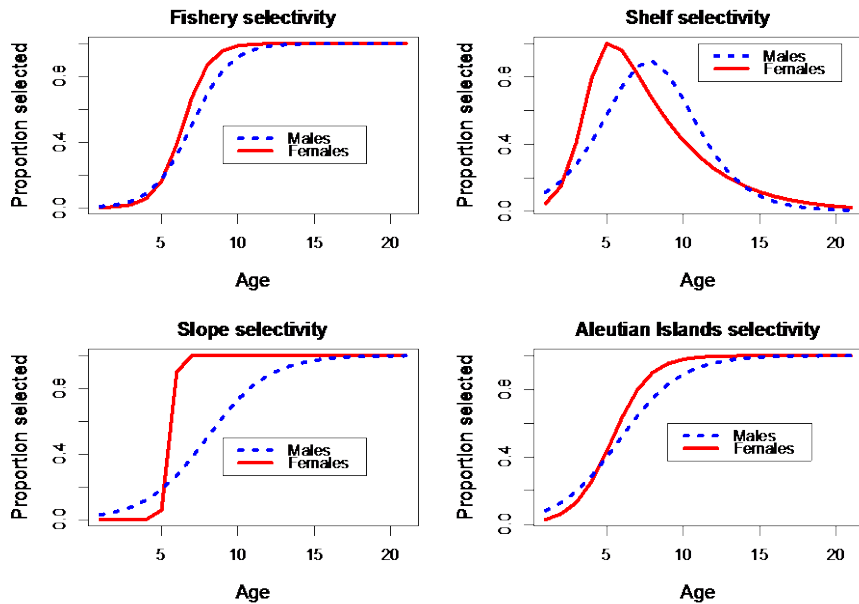 Fishery selectivity
Proportion selected
0.0 0.4 0.8
Males
Females
5 10 15 20
Age
Shelf selectivity
Proportion selected
0.0 0.4 0.8
Males
Females
5 10 15 20
Age
Slope selectivity
Proportion selected
0.0 0.4 0.8
Males
Females
5 10 15 20
Age
Aleutian Islands selectivity
Proportion selected
0.0 0.4 0.8
Males
Females
5 10 15 20
Age